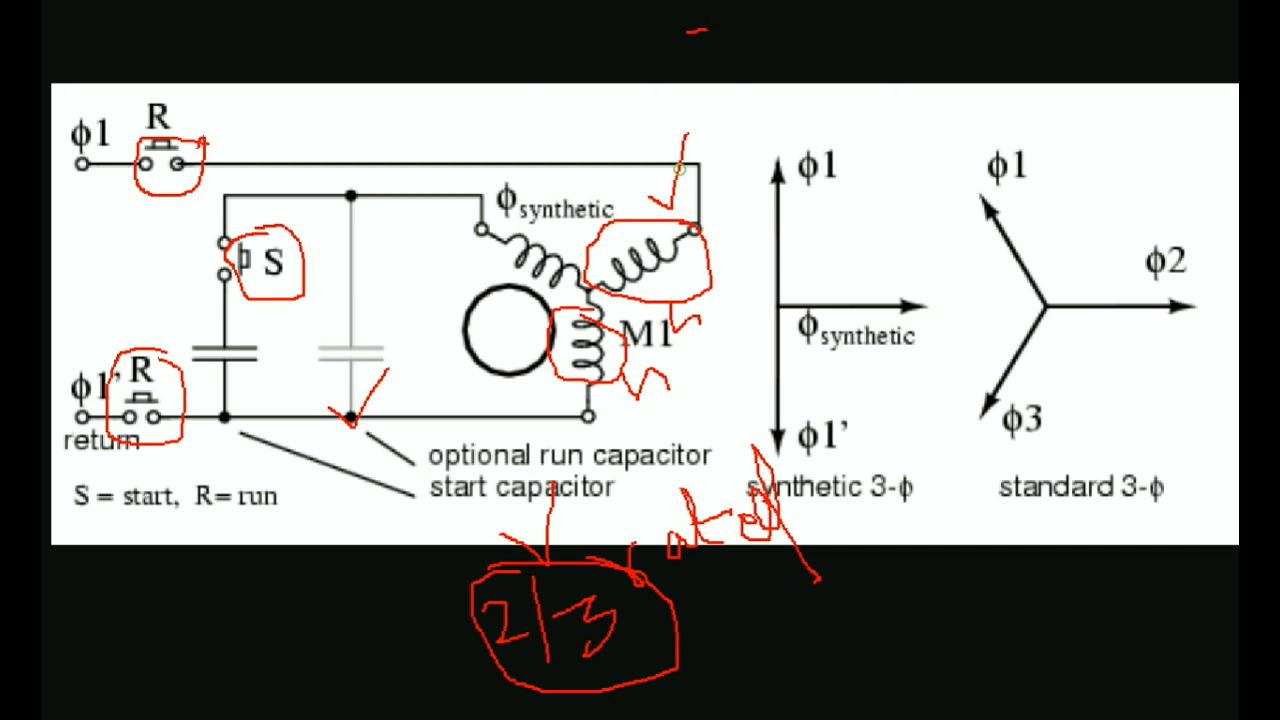 R
ϕ1
ϕ1
ϕ1
ϕsynthetic
ϕ2
S
M1
ϕsynthetic
R
ϕ1'
ϕ3
ϕ1'
return
optional run capacitor
S = start, R= run
start capacitor
synthetic 3-ϕ
standard 3-ϕ
2/3